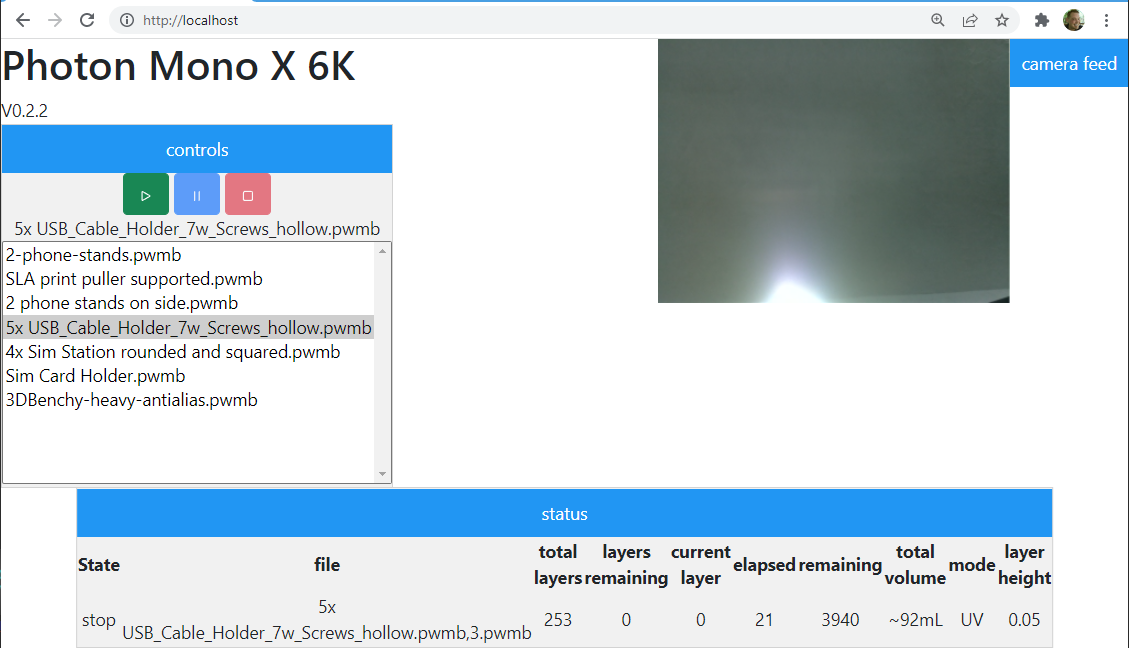 http://localhost
Photon Mono X 6K
camera feed
V0.2.2
controls
5x USB_Cable_Holder_7w_Screws_hollow.pwmb
2-phone-stands.pwmb
SLA print puller supported.pwmb
2 phone stands on side.pwmb
5x USB_Cable_Holder_7w_Screws_hollow.pwmb
4x Sim Station rounded and squared.pwmb
Sim Card Holder.pwmb
3DBenchy-heavy-antialias.pwmb
status
State file total layers layers remaining current layer elapsed remaining total volume mode layer height
stop 5x USB_Cable_Holder_7w_Screws_hollow.pwmb,3.pwmb 253 0 0 21 3940 ~92mL UV 0.05